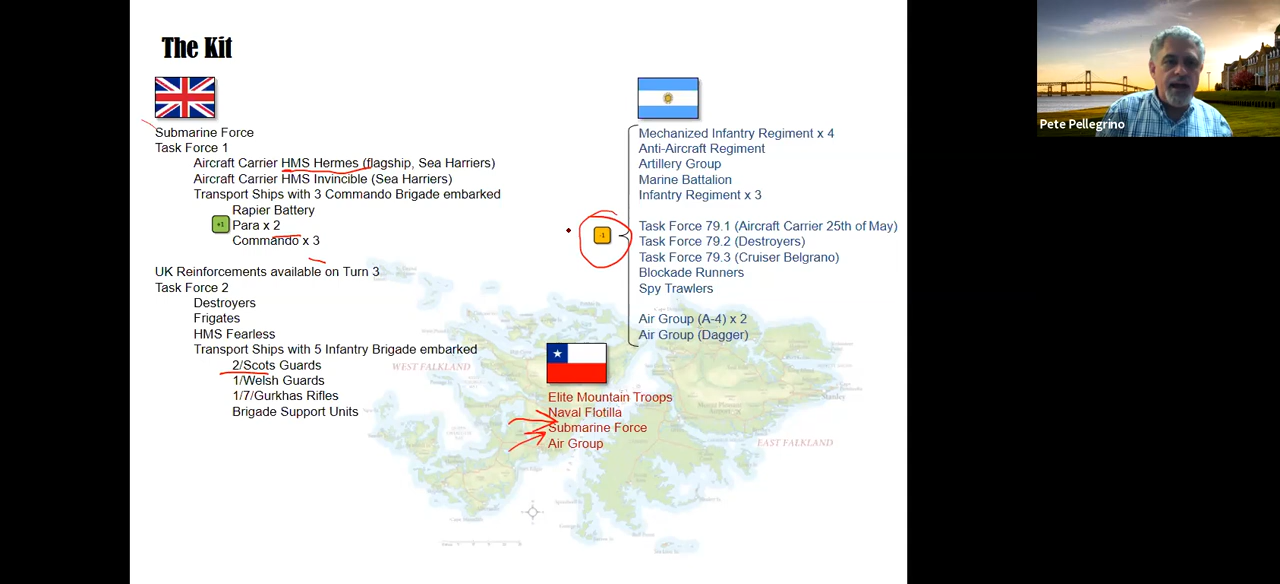 The Kit
Submarine Force
Task Force 1
Aircraft Carrier HMS Hermes (flagship, Sea Harriers)
Aircraft Carrier HMS Invincible (Sea Harriers)
Transport Ships with 3 Commando Brigade embarked
Rapier Battery
+1 Para x 2
Commando x 3
UK Reinforcements available on Turn 3
Task Force 2
Destroyers
Frigates
HMS Fearless
Transport Ships with 5 Infantry Brigade embarked
2/Scots Guards
1/Welsh Guards
1/7/Gurkhas Rifles
Brigade Support Units
Mechanized Infantry Regiment x 4
Anti-Aircraft Regiment
Artillery Group
Marine Battalion
Infantry Regiment x 3
-1
Task Force 79.1 (Aircraft Carrier 25th of May)
Task Force 79.2 (Destroyers)
Task Force 79.3 (Cruiser Belgrano)
Blockade Runners
Spy Trawlers
Air Group (A-4) x 2
Air Group (Dagger)
Elite Mountain Troops
Naval Flotilla
Submarine Force
Air Group
WEST FALKLAND
EAST FALKLAND
Stanley
Pete Pellegrino